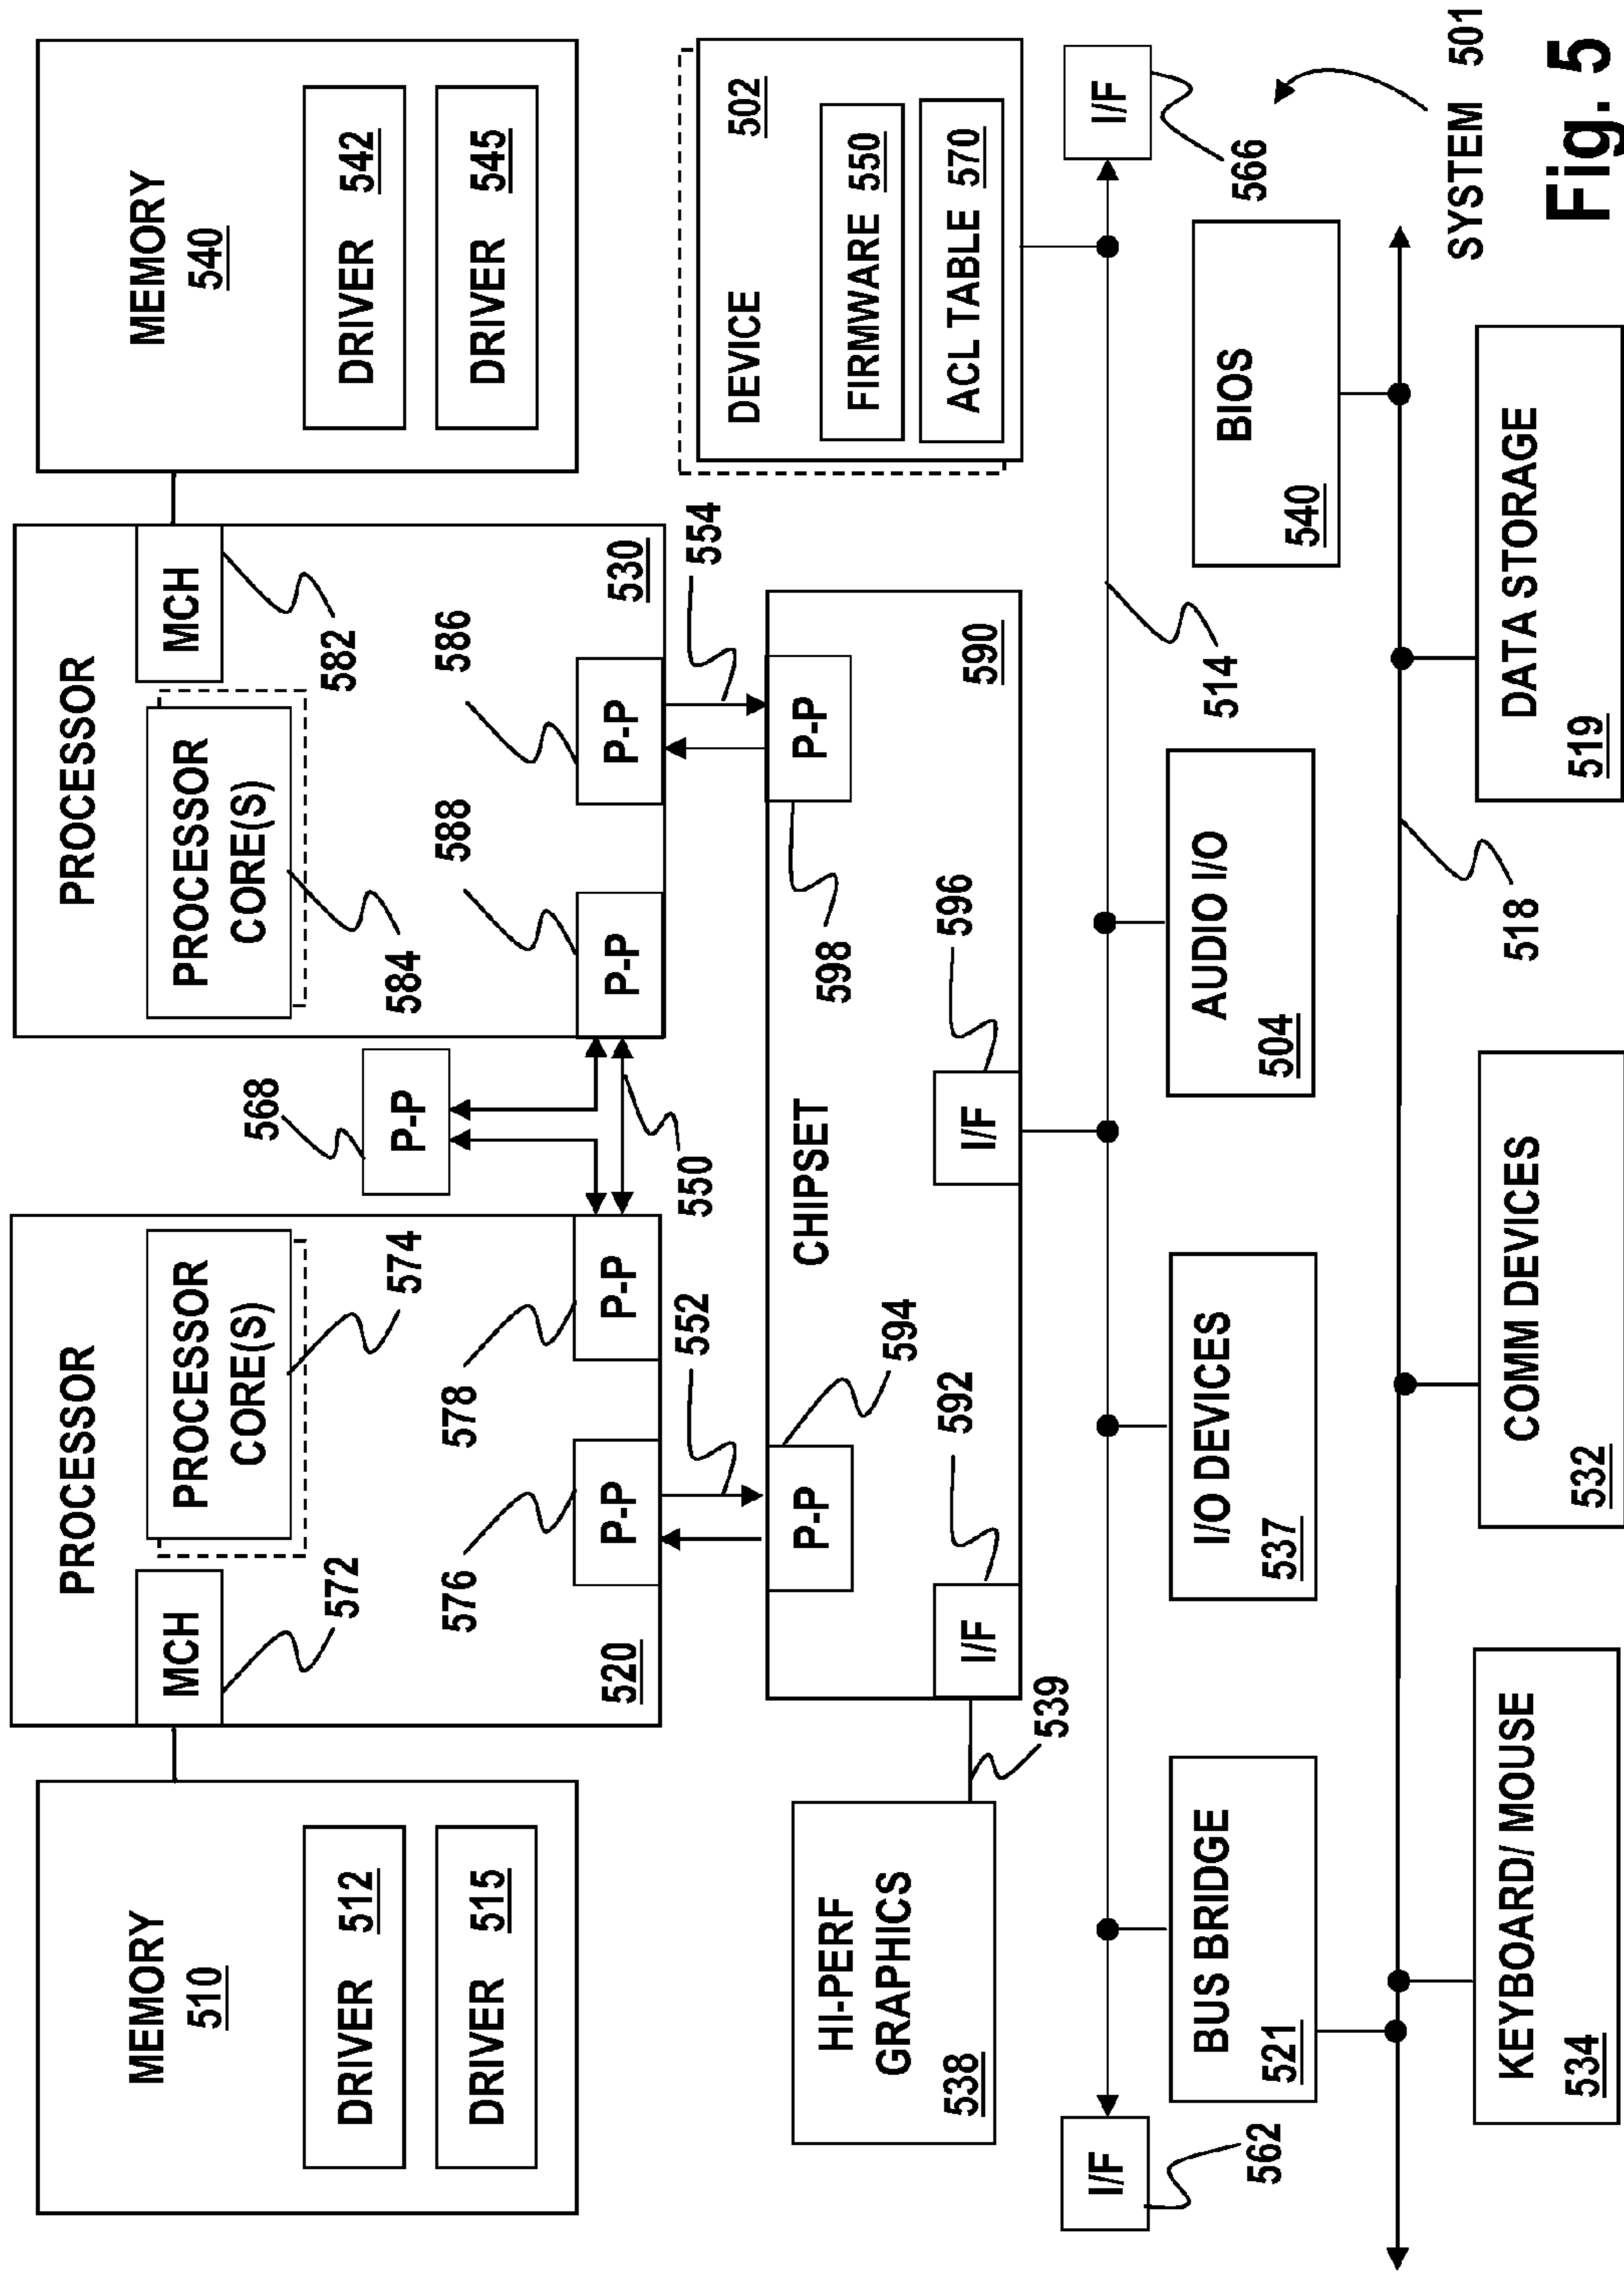 MEMORY
510
DRIVER 512
DRIVER 515
PROCESSOR
MCH
572
PROCESSOR
CORE(S)
574
576
578
P-P
P-P
520
568
P-P
550
PROCESSOR
PROCESSOR
CORE(S)
584
MCH
582
588
586
P-P
P-P
530
MEMORY
540
DRIVER 542
DRIVER 545
552
554
HI-PERF
GRAPHICS
538
539
CHIPSET
P-P
594
592
I/F
I/F
596
P-P
598
590
DEVICE 502
FIRMWARE 550
ACL TABLE 570
I/F
562
I/F
566
514
BUS BRIDGE
521
I/O DEVICES
537
AUDIO I/O
504
BIOS
540
518
KEYBOARD/ MOUSE
534
COMM DEVICES
532
DATA STORAGE
519
SYSTEM 501
Fig. 5